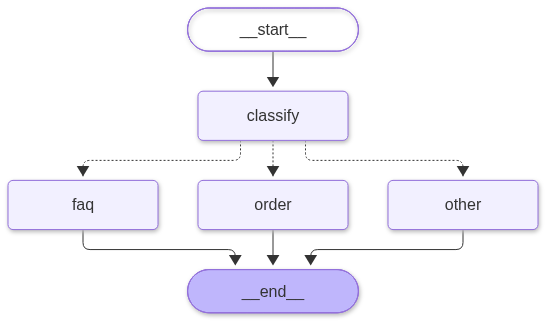 __start__
classify
faq
order
other
__end__